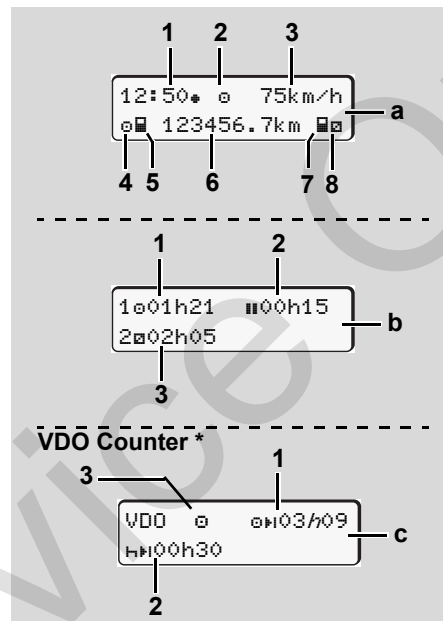 1 2 3
12:50● ⊙ 75km/h
a
⊙ 123456.7km
4 5 6 7 8
1 2
1⊙01h21 00h15
b
2⧄02h05
3
VDO Counter *
3 1
VDO ⊙ ⊙03h09
c
00h30
2